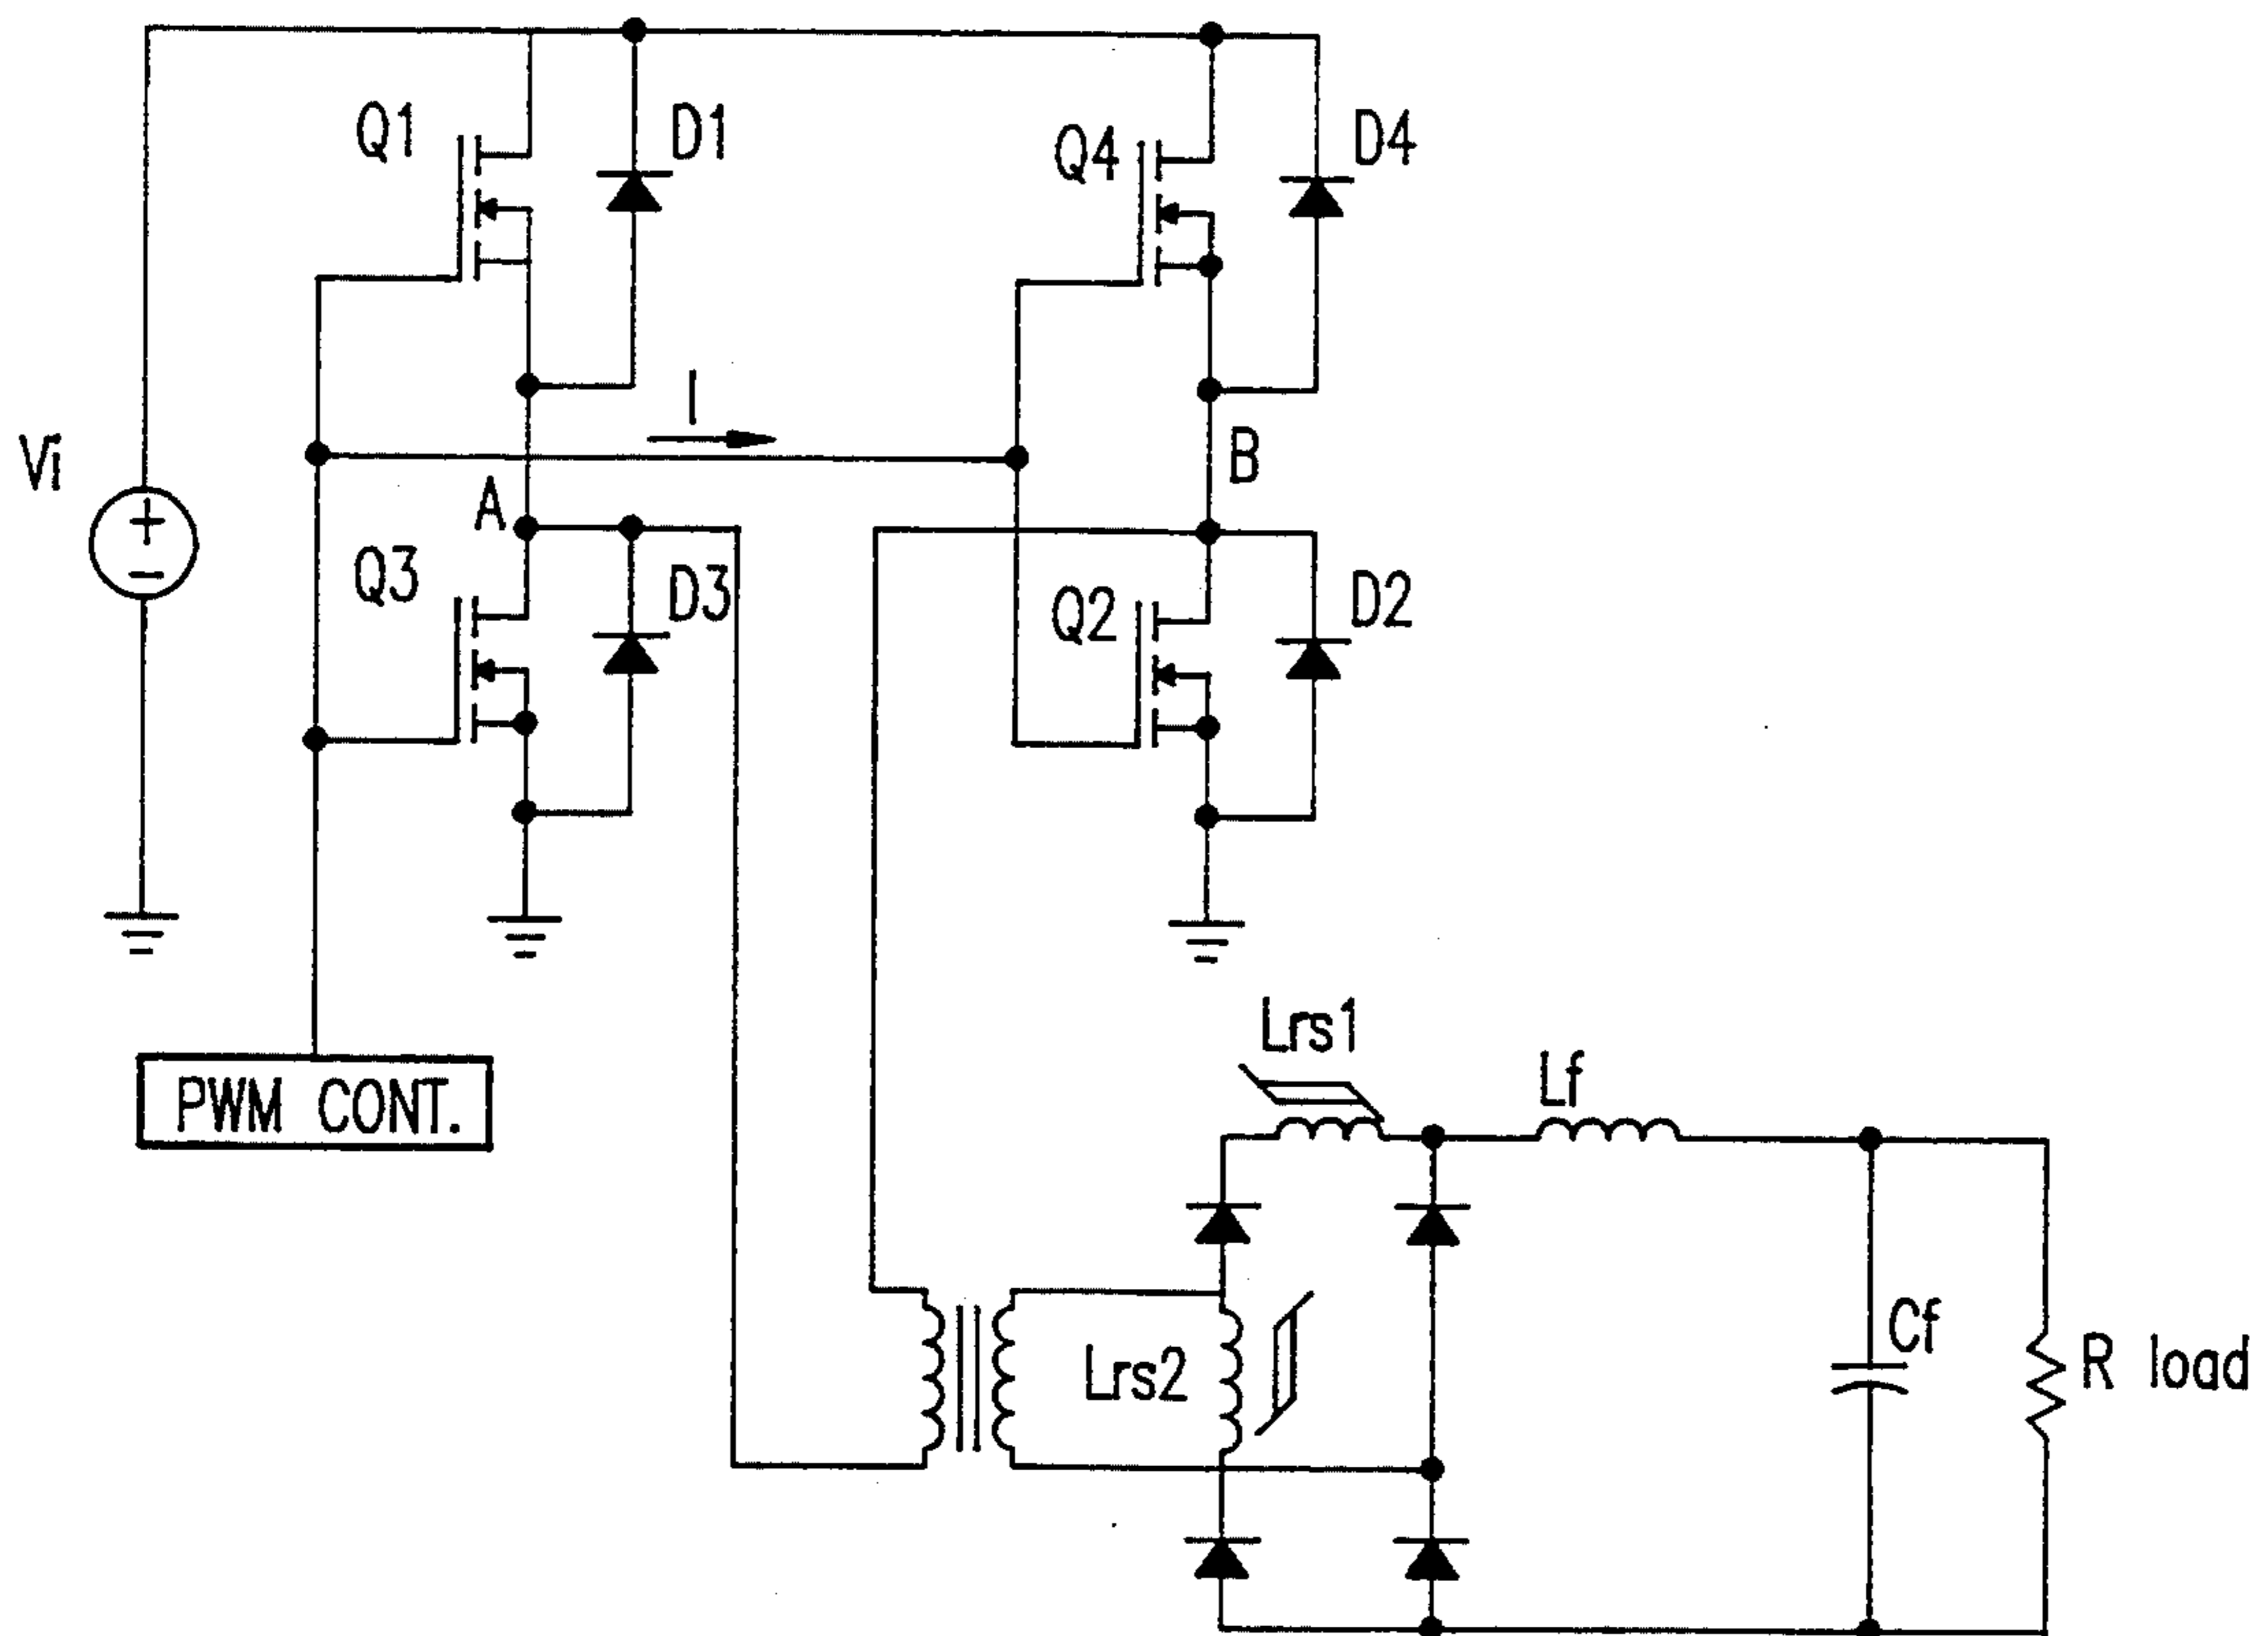 Q1
D1
Q4
D4
I
Vi
A
B
Q3
D3
Q2
D2
Lrs1
Lf
PWM CONT.
Lrs2
Cf
R load